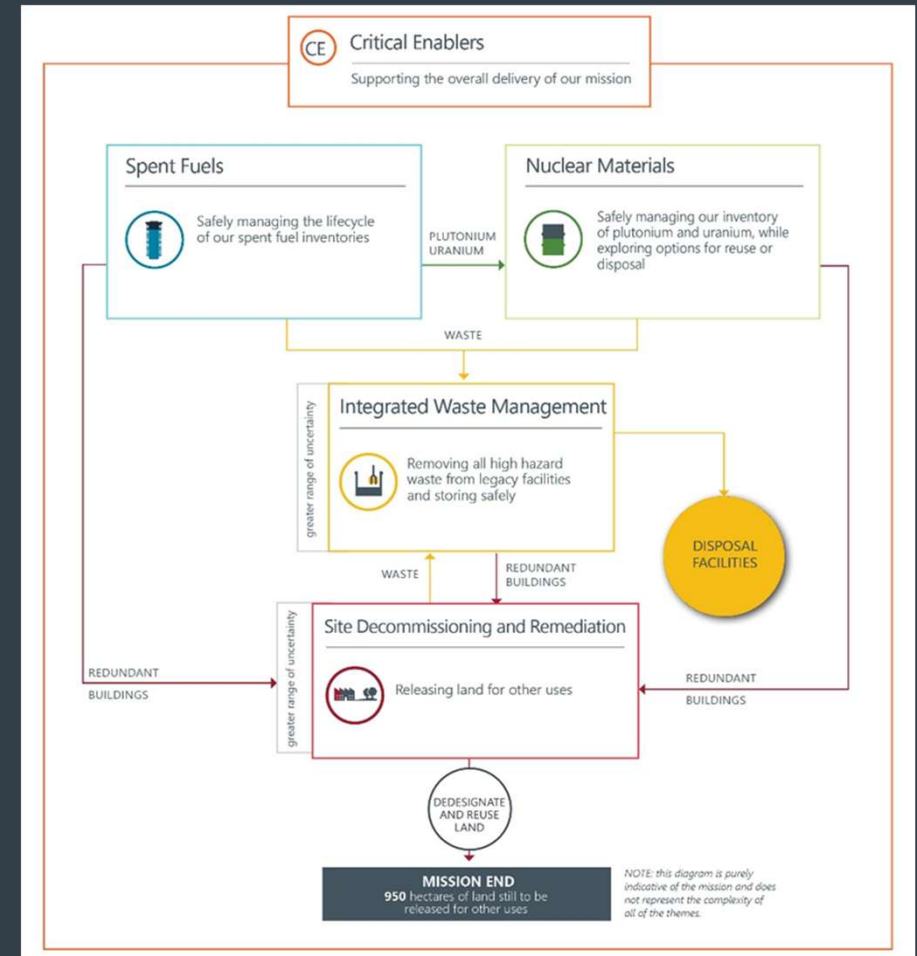 CE
Critical Enablers
Supporting the overall delivery of our mission
Spent Fuels
Safely managing the lifecycle
of our spent fuel inventories
PLUTONIUM
URANIUM
Nuclear Materials
Safely managing our inventory
of plutonium and uranium, while
exploring options for reuse or
disposal
WASTE
greater range of uncertainty
Integrated Waste Management
Removing all high hazard
waste from legacy facilities
and storing safely
DISPOSAL
FACILITIES
WASTE
REDUNDANT
BUILDINGS
greater range of uncertainty
Site Decommissioning and Remediation
Releasing land for other uses
REDUNDANT
BUILDINGS
REDUNDANT
BUILDINGS
DEDESIGNATE
AND REUSE
LAND
MISSION END
950 hectares of land still to be
released for other uses
NOTE: this diagram is purely
indicative of the mission and does
not represent the complexity of
all of the themes.